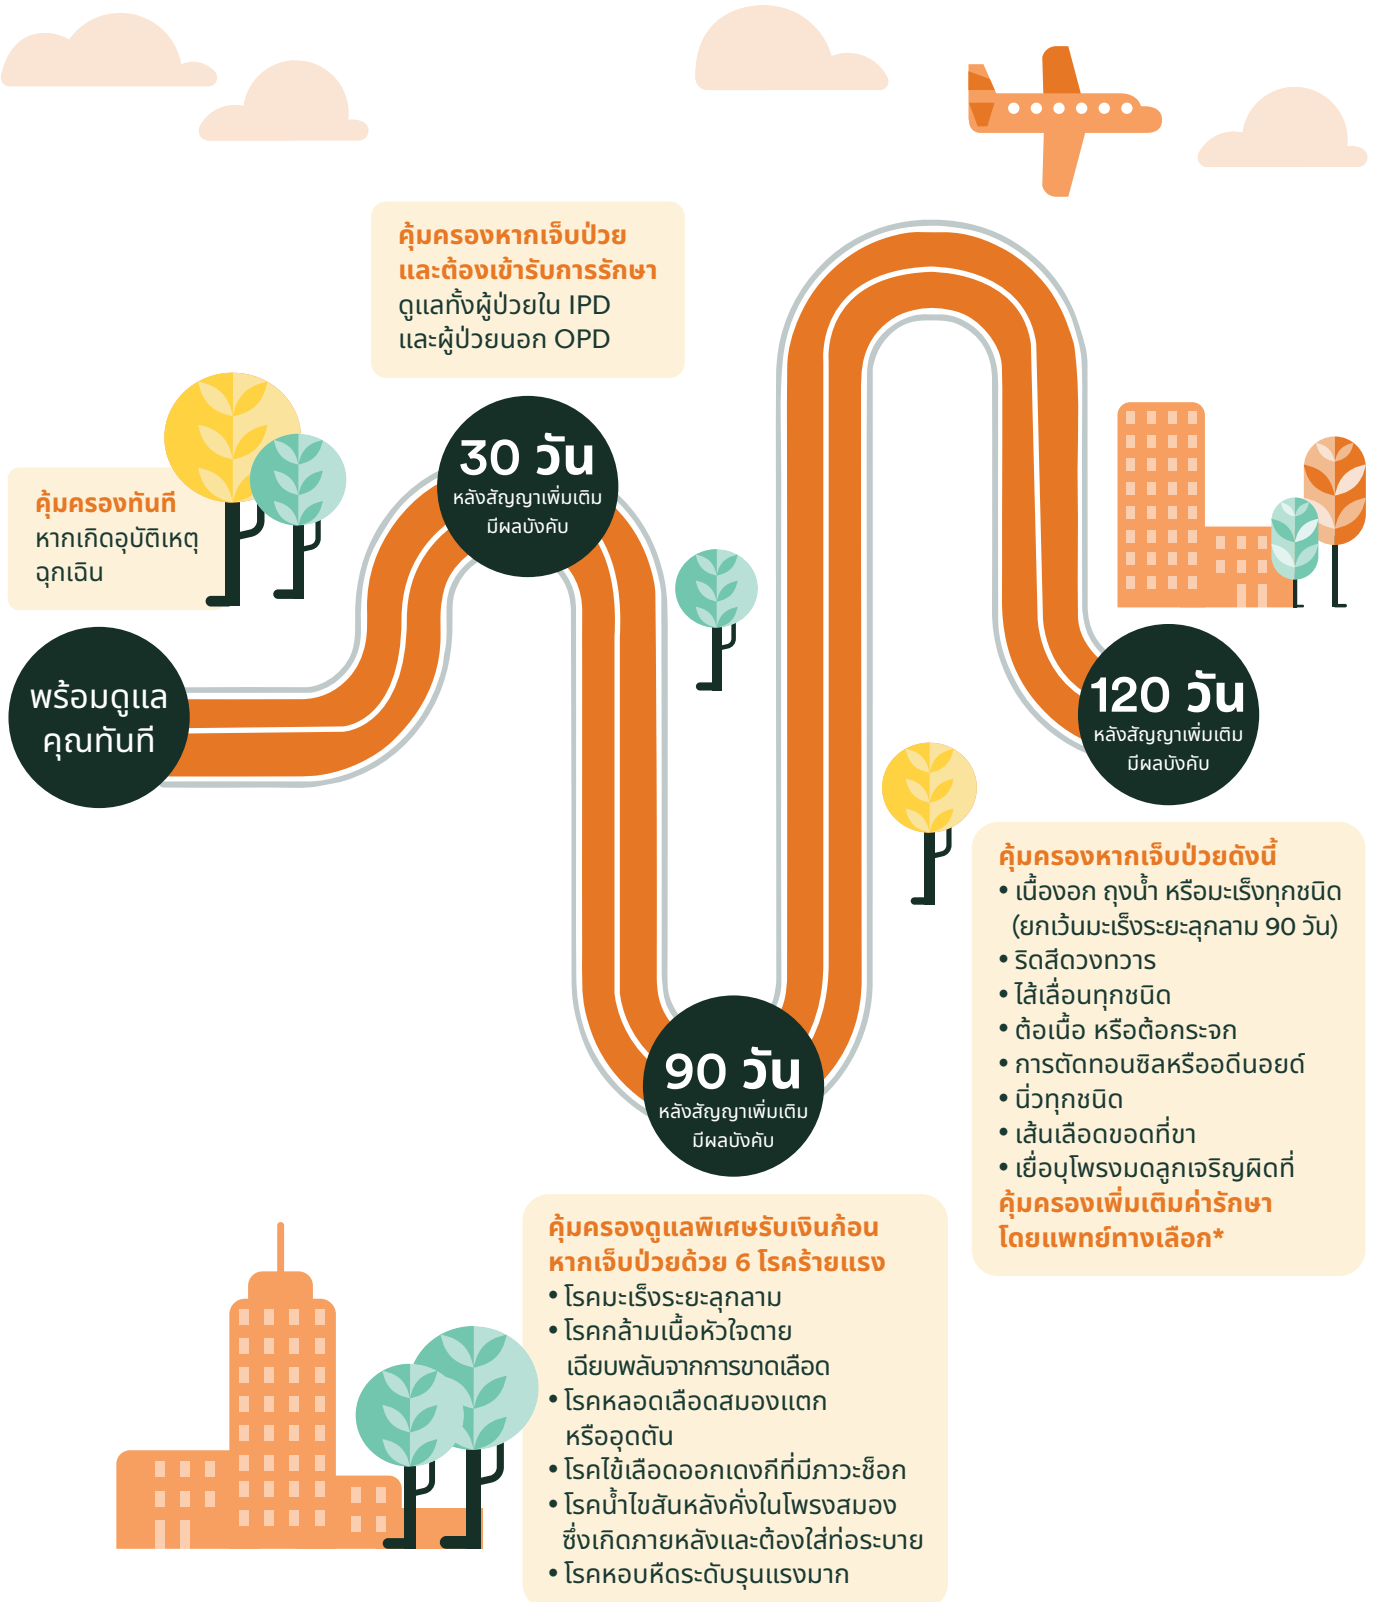 คุ้มครองทันที
หากเกิดอุบัติเหตุ
ฉุกเฉิน
พร้อมดูแล
คุณทันที
คุ้มครองหากเจ็บป่วย
และต้องเข้ารับการรักษา
ดูแลทั้งผู้ป่วยใน IPD
และผู้ป่วยนอก OPD
30 วัน
หลังสัญญาเพิ่มเติม
มีผลบังคับ
90 วัน
หลังสัญญาเพิ่มเติม
มีผลบังคับ
คุ้มครองดูแลพิเศษรับเงินก้อน
หากเจ็บป่วยด้วย 6 โรคร้ายแรง
• โรคมะเร็งระยะลุกลาม
• โรคกล้ามเนื้อหัวใจตาย
เฉียบพลันจากการขาดเลือด
• โรคหลอดเลือดสมองแตก
หรืออุดตัน
• โรคไข้เลือดออกเดงกีที่มีภาวะช็อก
• โรคน้ำไขสันหลังคั่งในโพรงสมอง
ซึ่งเกิดภายหลังและต้องใส่ท่อระบาย
• โรคหอบหืดระดับรุนแรงมาก
120 วัน
หลังสัญญาเพิ่มเติม
มีผลบังคับ
คุ้มครองหากเจ็บป่วยดังนี้
• เนื้องอก ถุงน้ำ หรือมะเร็งทุกชนิด
(ยกเว้นมะเร็งระยะลุกลาม 90 วัน)
• ริดสีดวงทวาร
• ไส้เลื่อนทุกชนิด
• ต้อเนื้อ หรือต้อกระจก
• การตัดทอนซิลหรืออดีนอยด์
• นิ่วทุกชนิด
• เส้นเลือดขอดที่ขา
• เยื่อบุโพรงมดลูกเจริญผิดที่
คุ้มครองเพิ่มเติมค่ารักษา
โดยแพทย์ทางเลือก*